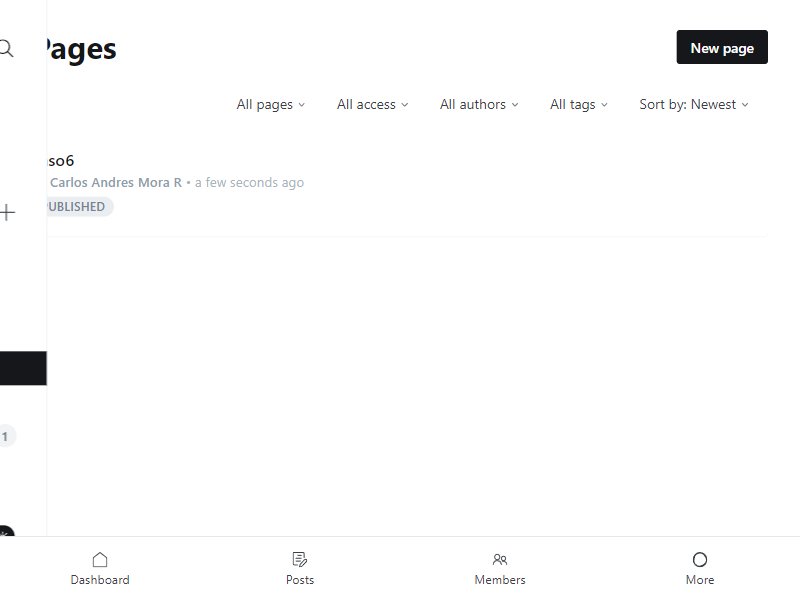 Pages
New page
All pages
All access
All authors
All tags
Sort by: Newest
so6
Carlos Andres Mora R • a few seconds ago
UBLISHED
1
Dashboard
Posts
Members
More